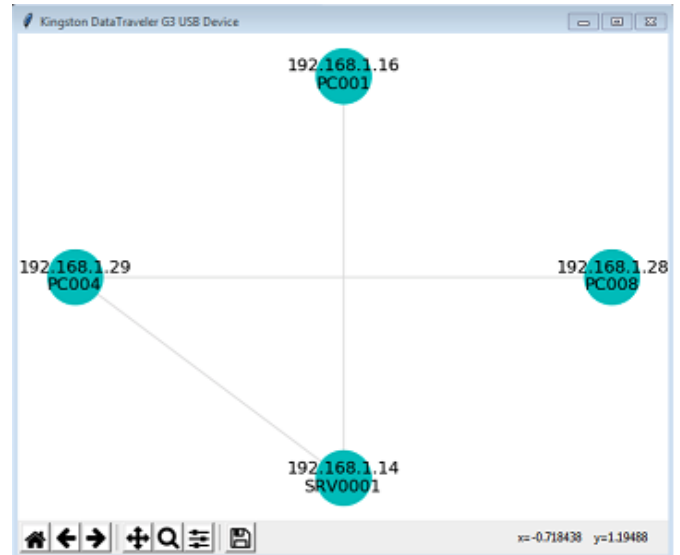 Kingston DataTraveler G3 USB Device
192.168.1.16
PC001
192.168.1.29
PC004
192.168.1.28
PC008
192.168.1.14
SRV0001
x=-0.718438 y=1.19488